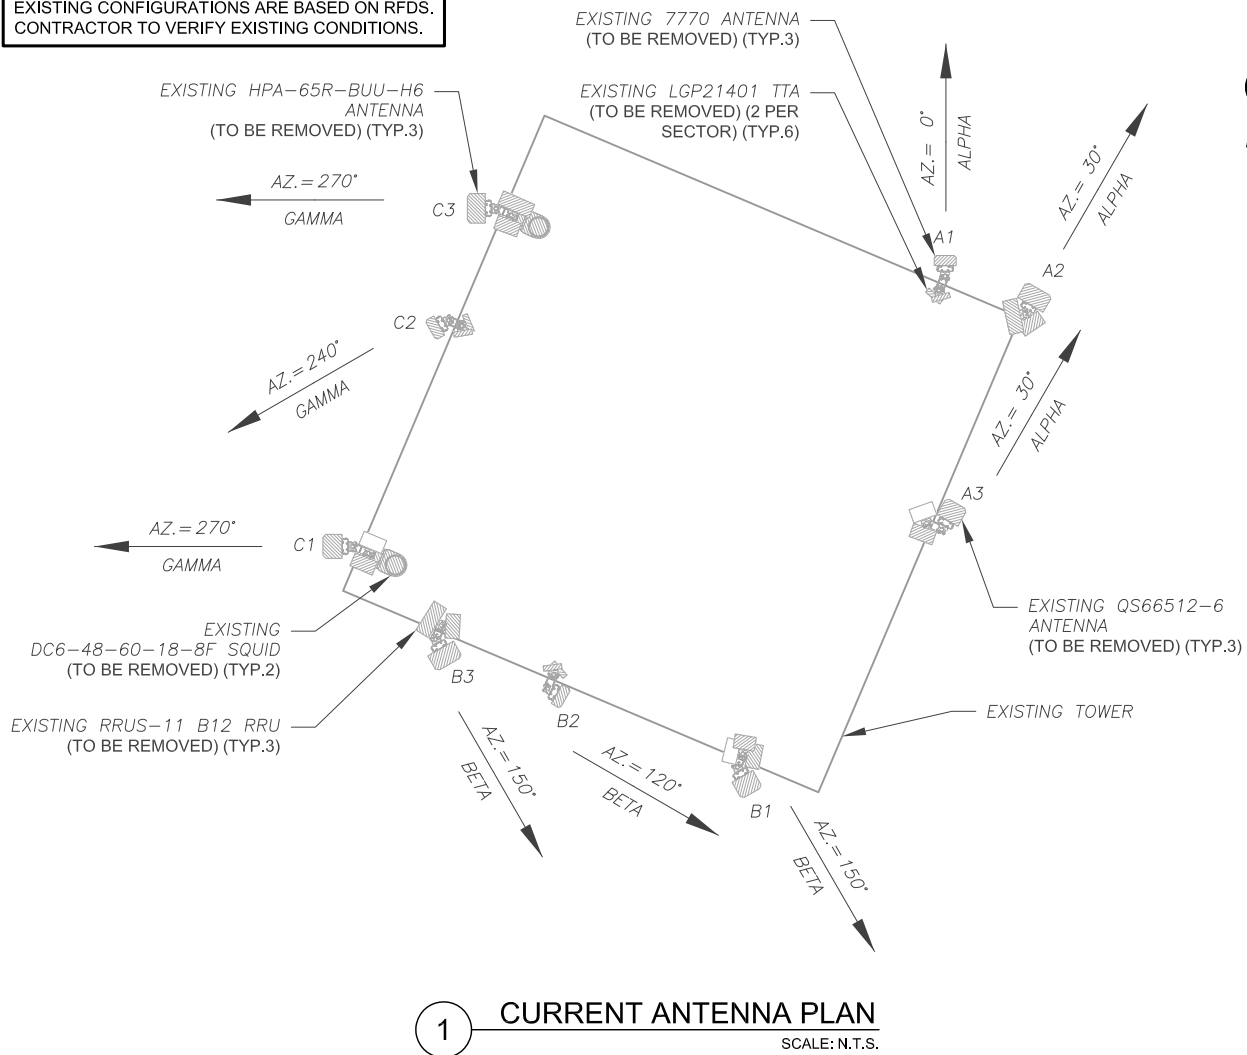 EXISTING CONFIGURATIONS ARE BASED ON RFDS.
CONTRACTOR TO VERIFY EXISTING CONDITIONS.
EXISTING 7770 ANTENNA
(TO BE REMOVED) (TYP.3)
EXISTING LGP21401 TTA
(TO BE REMOVED) (2 PER
SECTOR) (TYP.6)
EXISTING HPA-65R-BUU-H6
ANTENNA
(TO BE REMOVED) (TYP.3)
AZ.= 0°
ALPHA
AZ.= 30°
ALPHA
AZ.=270°
GAMMA
C3
A1
A2
C2
AZ.=240°
GAMMA
AZ.= 30°
ALPHA
A3
AZ.=270°
GAMMA
C1
EXISTING
DC6-48-60-18-8F SQUID
(TO BE REMOVED) (TYP.2)
EXISTING QS66512-6
ANTENNA
(TO BE REMOVED) (TYP.3)
B3
B2
EXISTING RRUS-11 B12 RRU
(TO BE REMOVED) (TYP.3)
EXISTING TOWER
AZ.=150°
BETA
AZ.=120°
BETA
B1
AZ.=150°
BETA
1
CURRENT ANTENNA PLAN
SCALE: N.T.S.